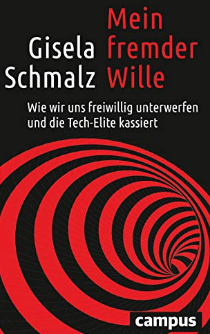 Mein
Gisela fremder
Schmalz Wille
Wie wir uns freiwillig unterwerfen
und die Tech-Elite kassiert
campus